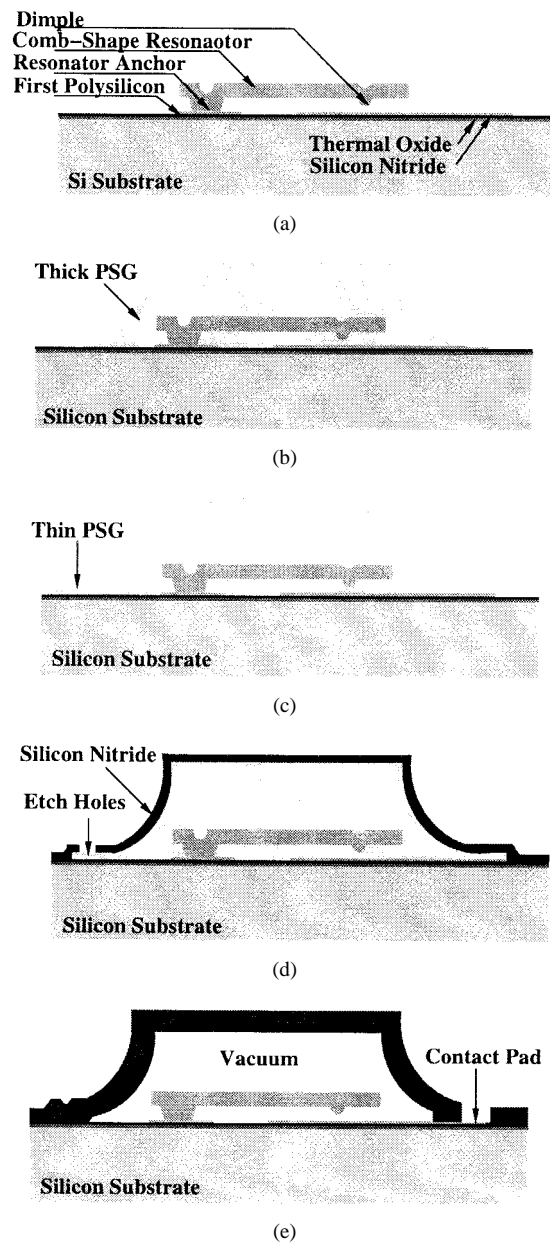 Dimple
Comb-Shape Resonaotor
Resonator Anchor
First Polysilicon
Thermal Oxide
Silicon Nitride
Si Substrate
(a)
Thick PSG
Silicon Substrate
(b)
Thin PSG
Silicon Substrate
(c)
Silicon Nitride
Etch Holes
Silicon Substrate
(d)
Vacuum
Contact Pad
Silicon Substrate
(e)